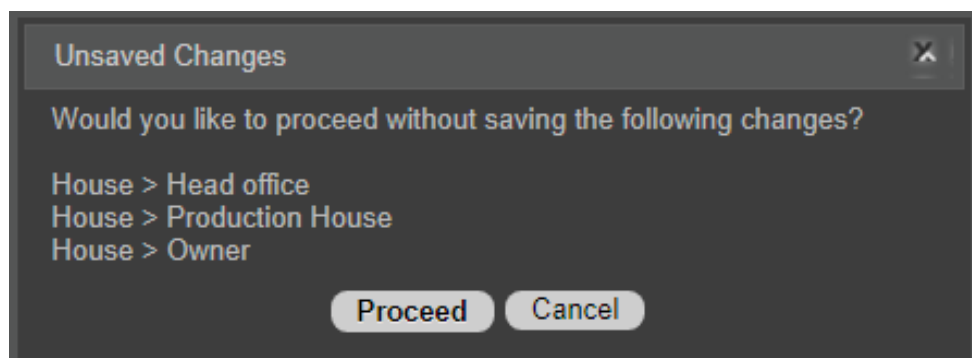 Unsaved Changes
Would you like to proceed without saving the following changes?
House > Head office
House > Production House
House > Owner
Proceed Cancel